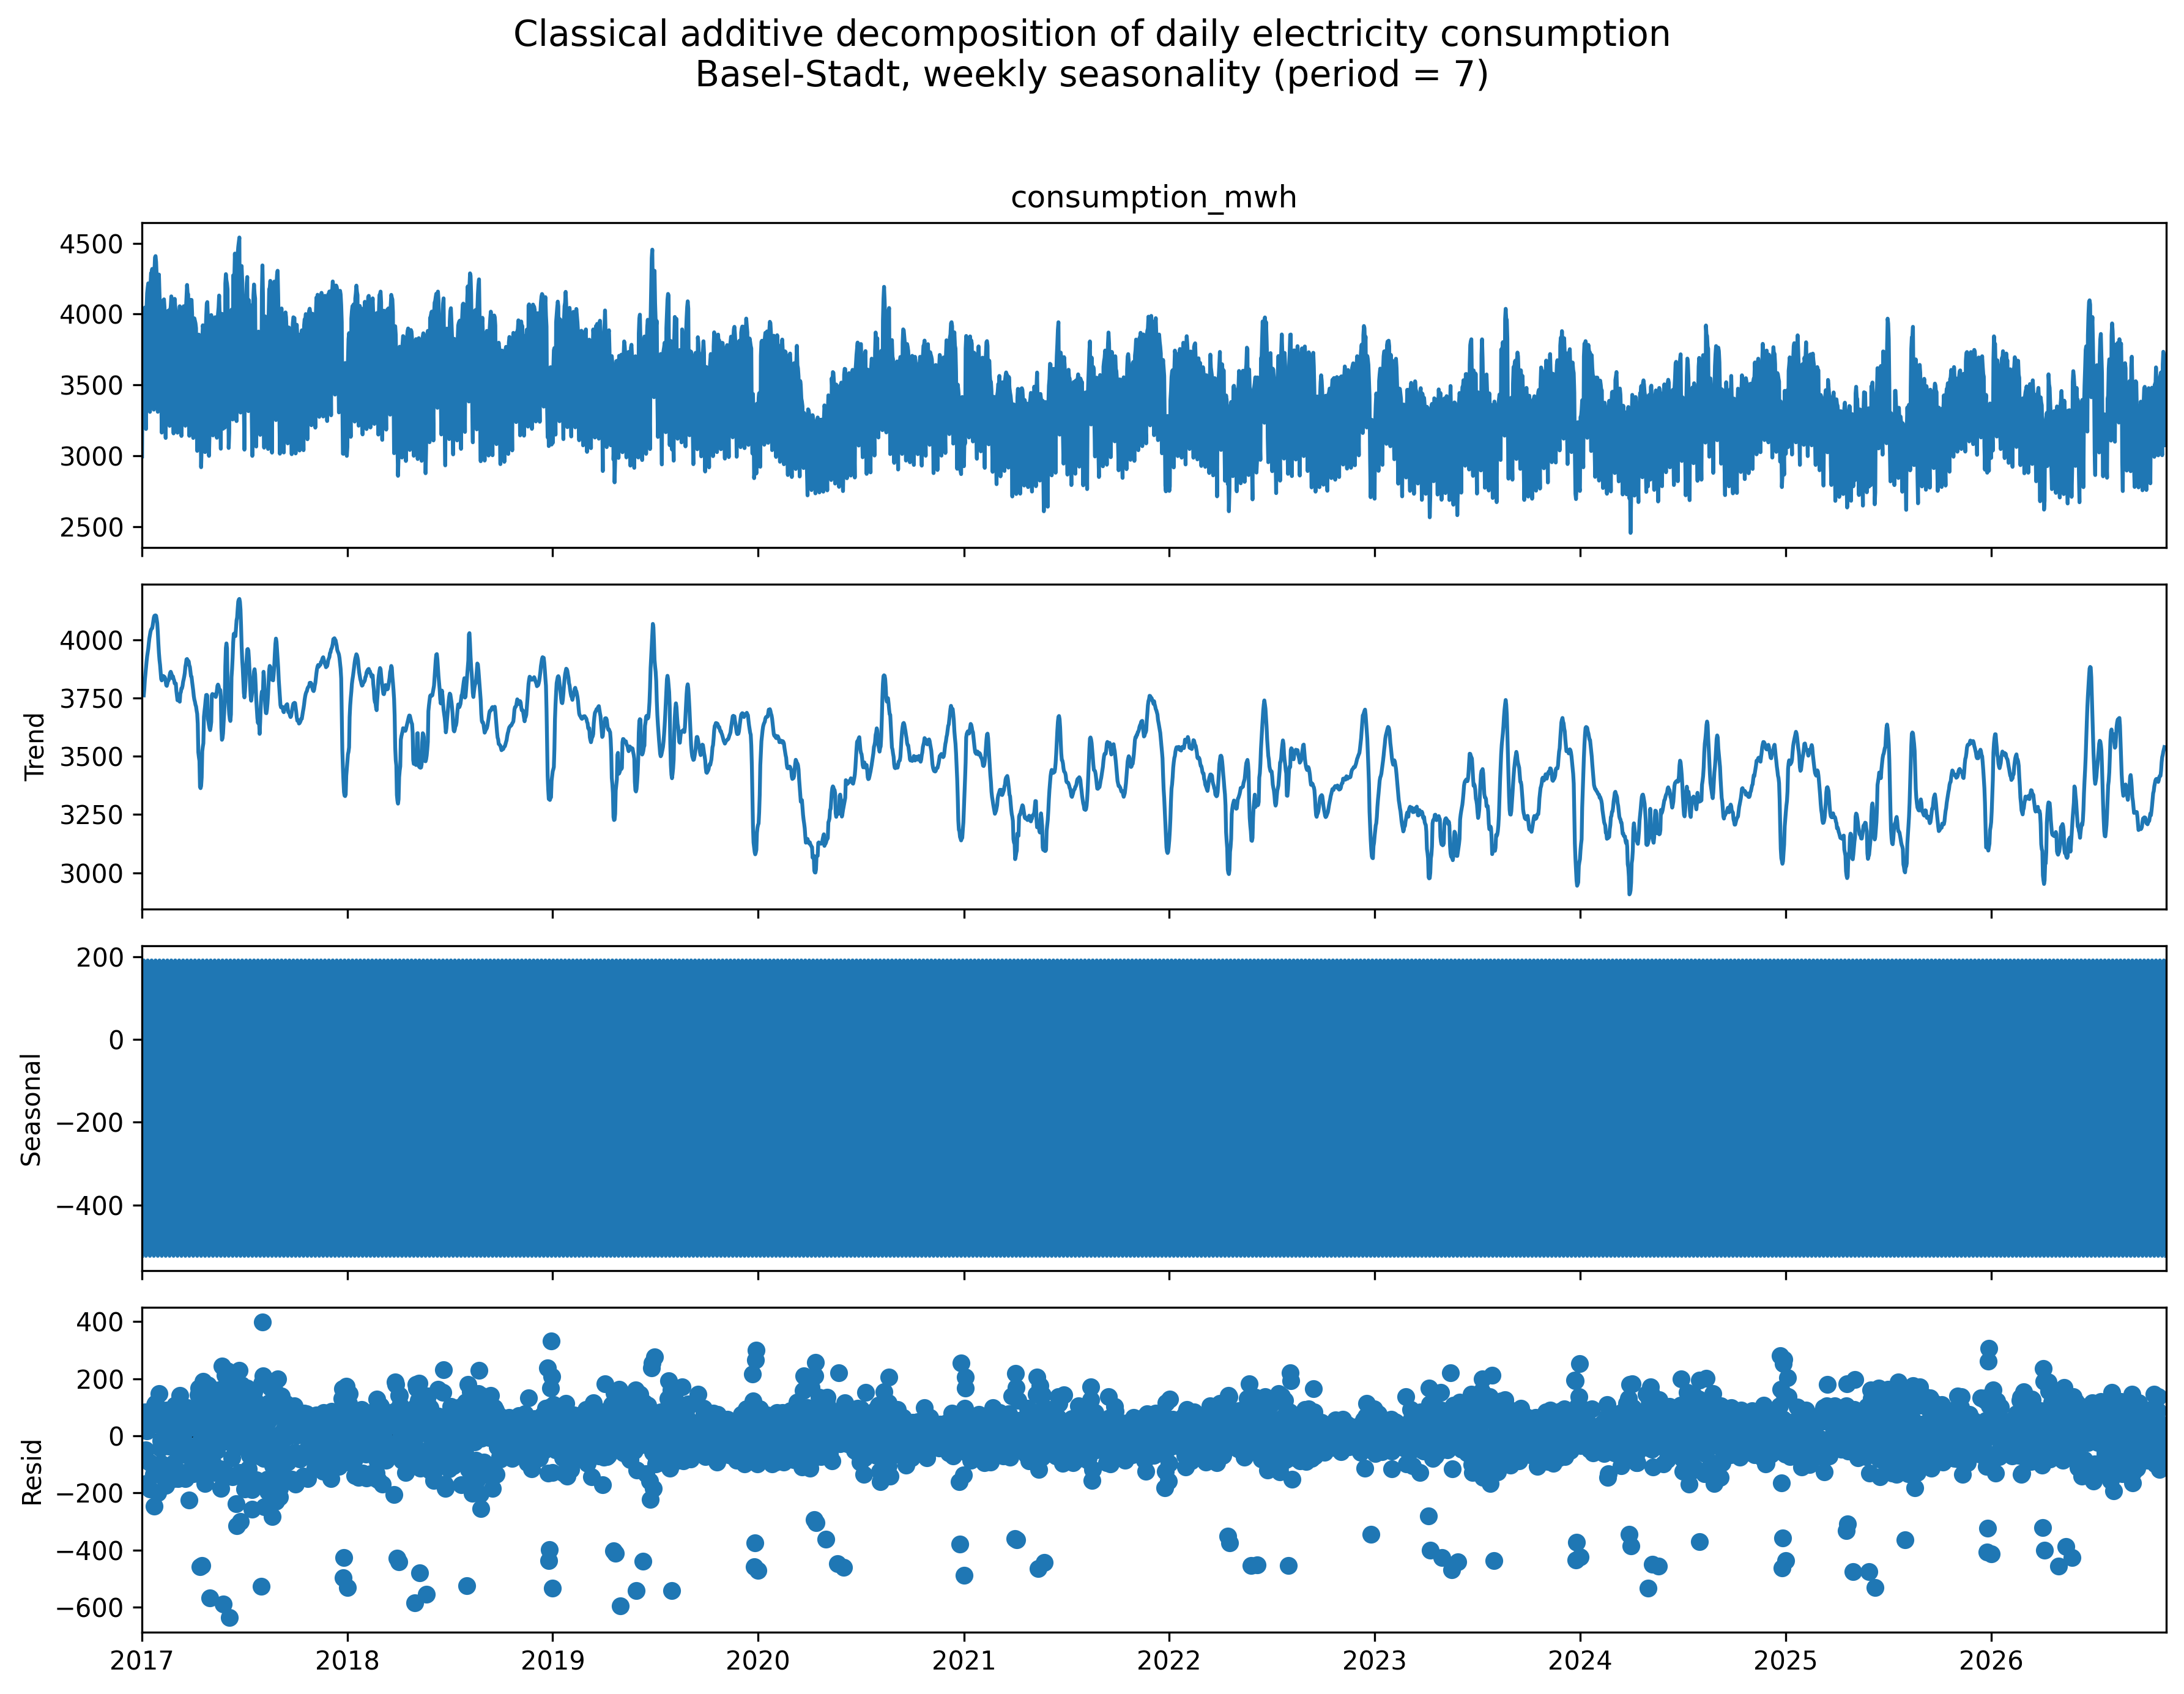 Classical additive decomposition of daily electricity consumption
Basel-Stadt, weekly seasonality (period = 7)
consumption_mwh
4500
4000
3500
3000
2500
Trend
4000
3750
3500
3250
3000
Seasonal
200
0
−200
−400
Resid
400
200
0
−200
−400
−600
2017 2018 2019 2020 2021 2022 2023 2024 2025 2026